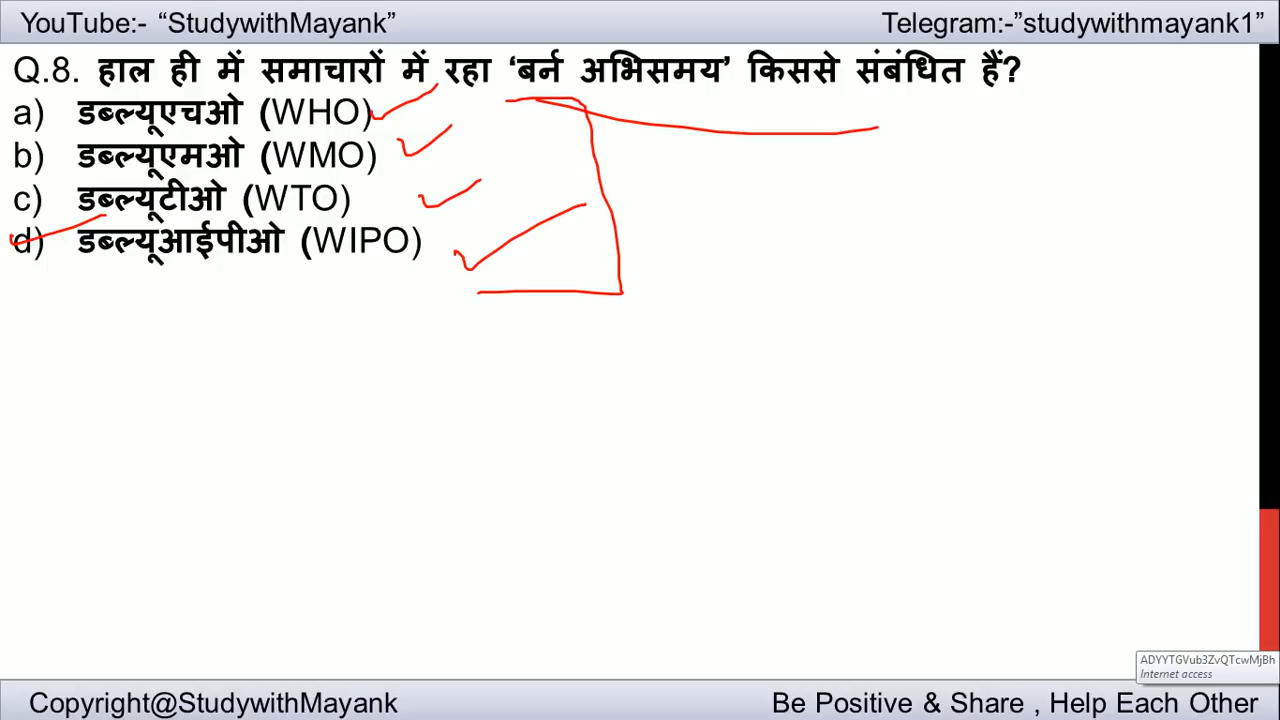 YouTube:- “StudywithMayank”
Telegram:-”studywithmayank1”
Q.8. हाल ही में समाचारों में रहा ‘बर्न अभिसमय’ किससे संबंधित हैं?
a) डब्ल्यूएचओ (WHO)
b) डब्ल्यूएमओ (WMO)
c) डब्ल्यूटीओ (WTO)
d) डब्ल्यूआईपीओ (WIPO)
ADYYTGVub3ZvQTcwMjBh
Internet access
Copyright@StudywithMayank
Be Positive & Share , Help Each Other